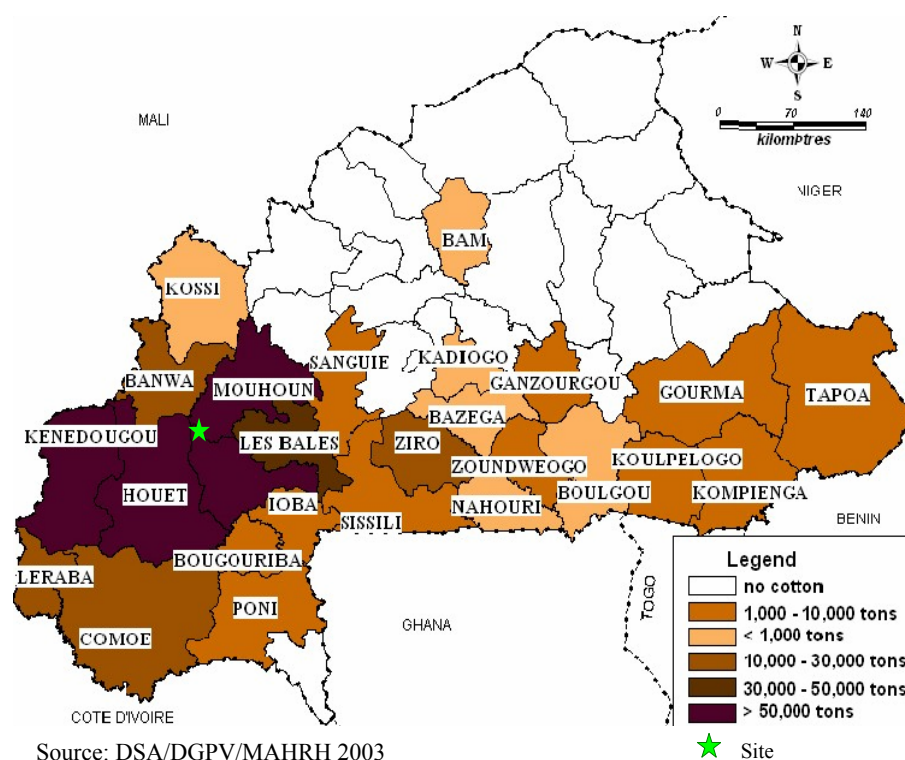 N
W E
S
0 70 140
kilomþtres
MALI
NIGER
BAM
KOSSI
SANGUIE
KADIOGO
BANWA
MOUHOUN
GANZOURGOU
GOURMA
TAPOA
BAZEGA
KENEDOUGOU
LES BALES
ZIRO
ZOUNDWEOGO
KOULPELOGO
HOUET
IOBA
NAHOURI
BOULGOU
KOMPIENGA
SISSILI
BENIN
BOUGOURIBA
LERABA
PONI
COMOE
GHANA
TOGO
COTE D'IVOIRE
Legend
no cotton
1,000 - 10,000 tons
< 1,000 tons
10,000 - 30,000 tons
30,000 - 50,000 tons
> 50,000 tons
Source: DSA/DGPV/MAHRH 2003
Site